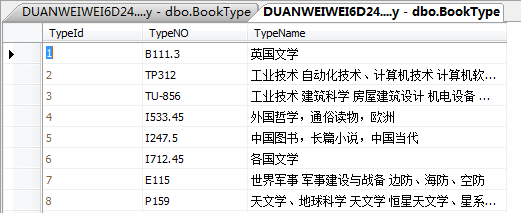 DUANWEIWEI6D24....y - dbo.BookType DUANWEIWEI6D24....y - dbo.BookType
TypeId TypeNO TypeName
1 B111.3 英国文学
2 TP312 工业技术 自动化技术、计算机技术 计算机软...
3 TU-856 工业技术 建筑科学 房屋建筑设计 机电设备 ...
4 I533.45 外国哲学，通俗读物，欧洲
5 I247.5 中国图书，长篇小说，中国当代
6 I712.45 各国文学
7 E115 世界军事 军事建设与战备 边防、海防、空防
8 P159 天文学、地球科学 天文学 恒星天文学、星系...